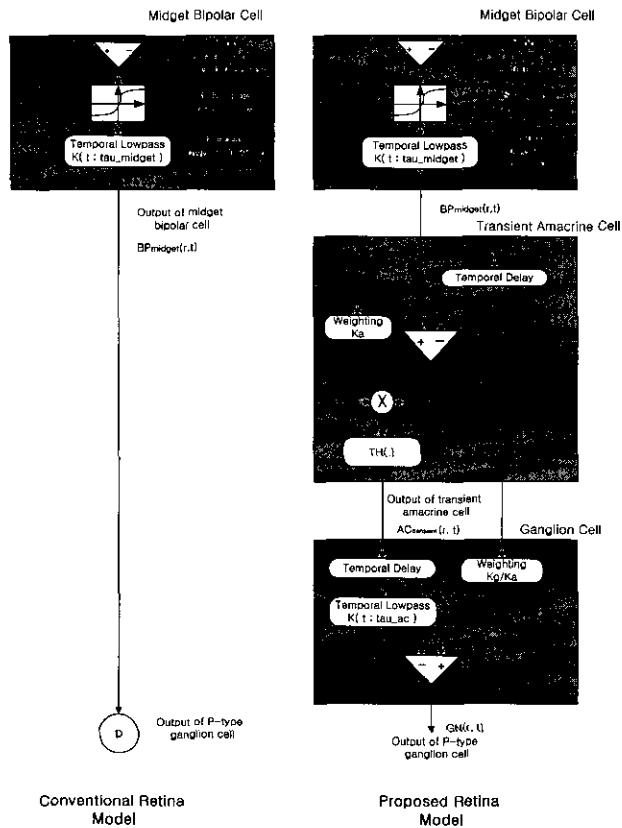 Midget Bipolar Cell
+ −
Temporal Lowpass
K( t : tau_midget )
Output of midget
bipolar cell
BPmidget(r,t)
D
Output of P-type
ganglion cell
Conventional Retina
Model
Midget Bipolar Cell
+ −
Temporal Lowpass
K( t : tau_midget )
BPmidget(r,t)
Transient Amacrine Cell
Temporal Delay
Weighting
Ka
+ −
X
TH(.)
Output of transient
amacrine cell
ACtransient(r, t)
Ganglion Cell
Temporal Delay
Weighting
Kg/Ka
Temporal Lowpass
K( t : tau_ac )
− +
GN(r, t)
Output of P-type
ganglion cell
Proposed Retina
Model